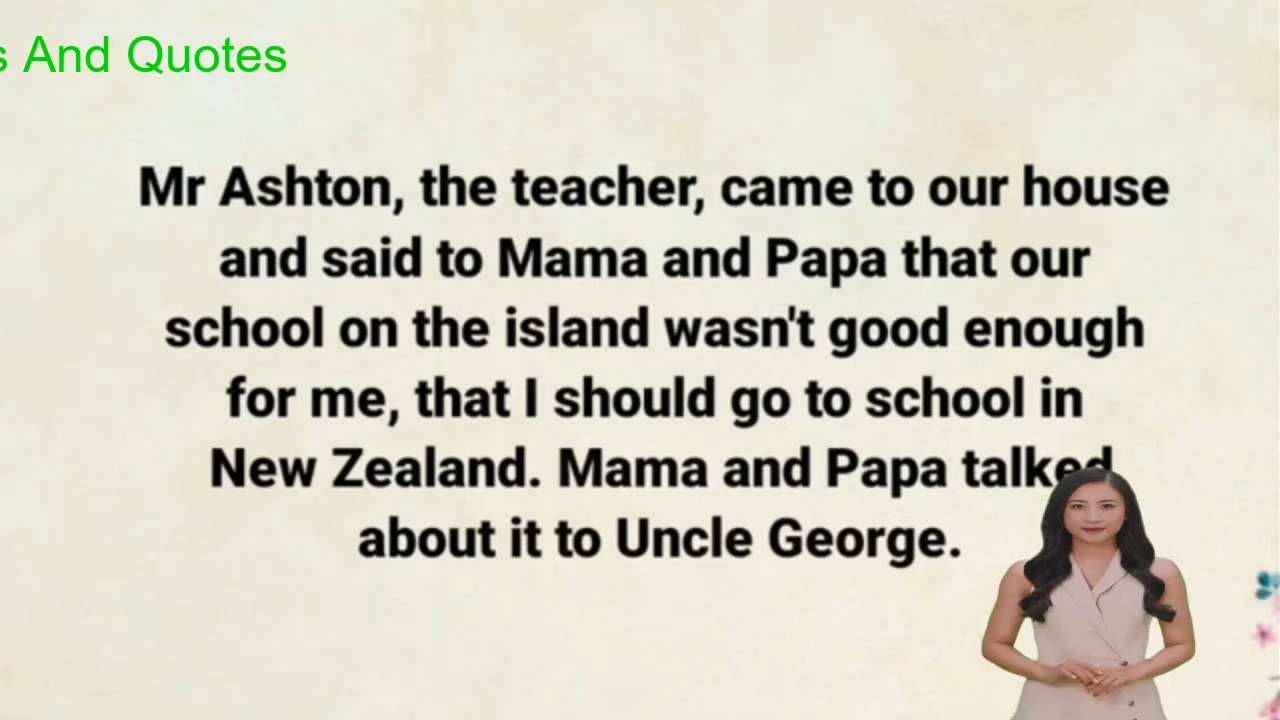 s And Quotes
Mr Ashton, the teacher, came to our house
and said to Mama and Papa that our
school on the island wasn't good enough
for me, that I should go to school in
New Zealand. Mama and Papa talked
about it to Uncle George.